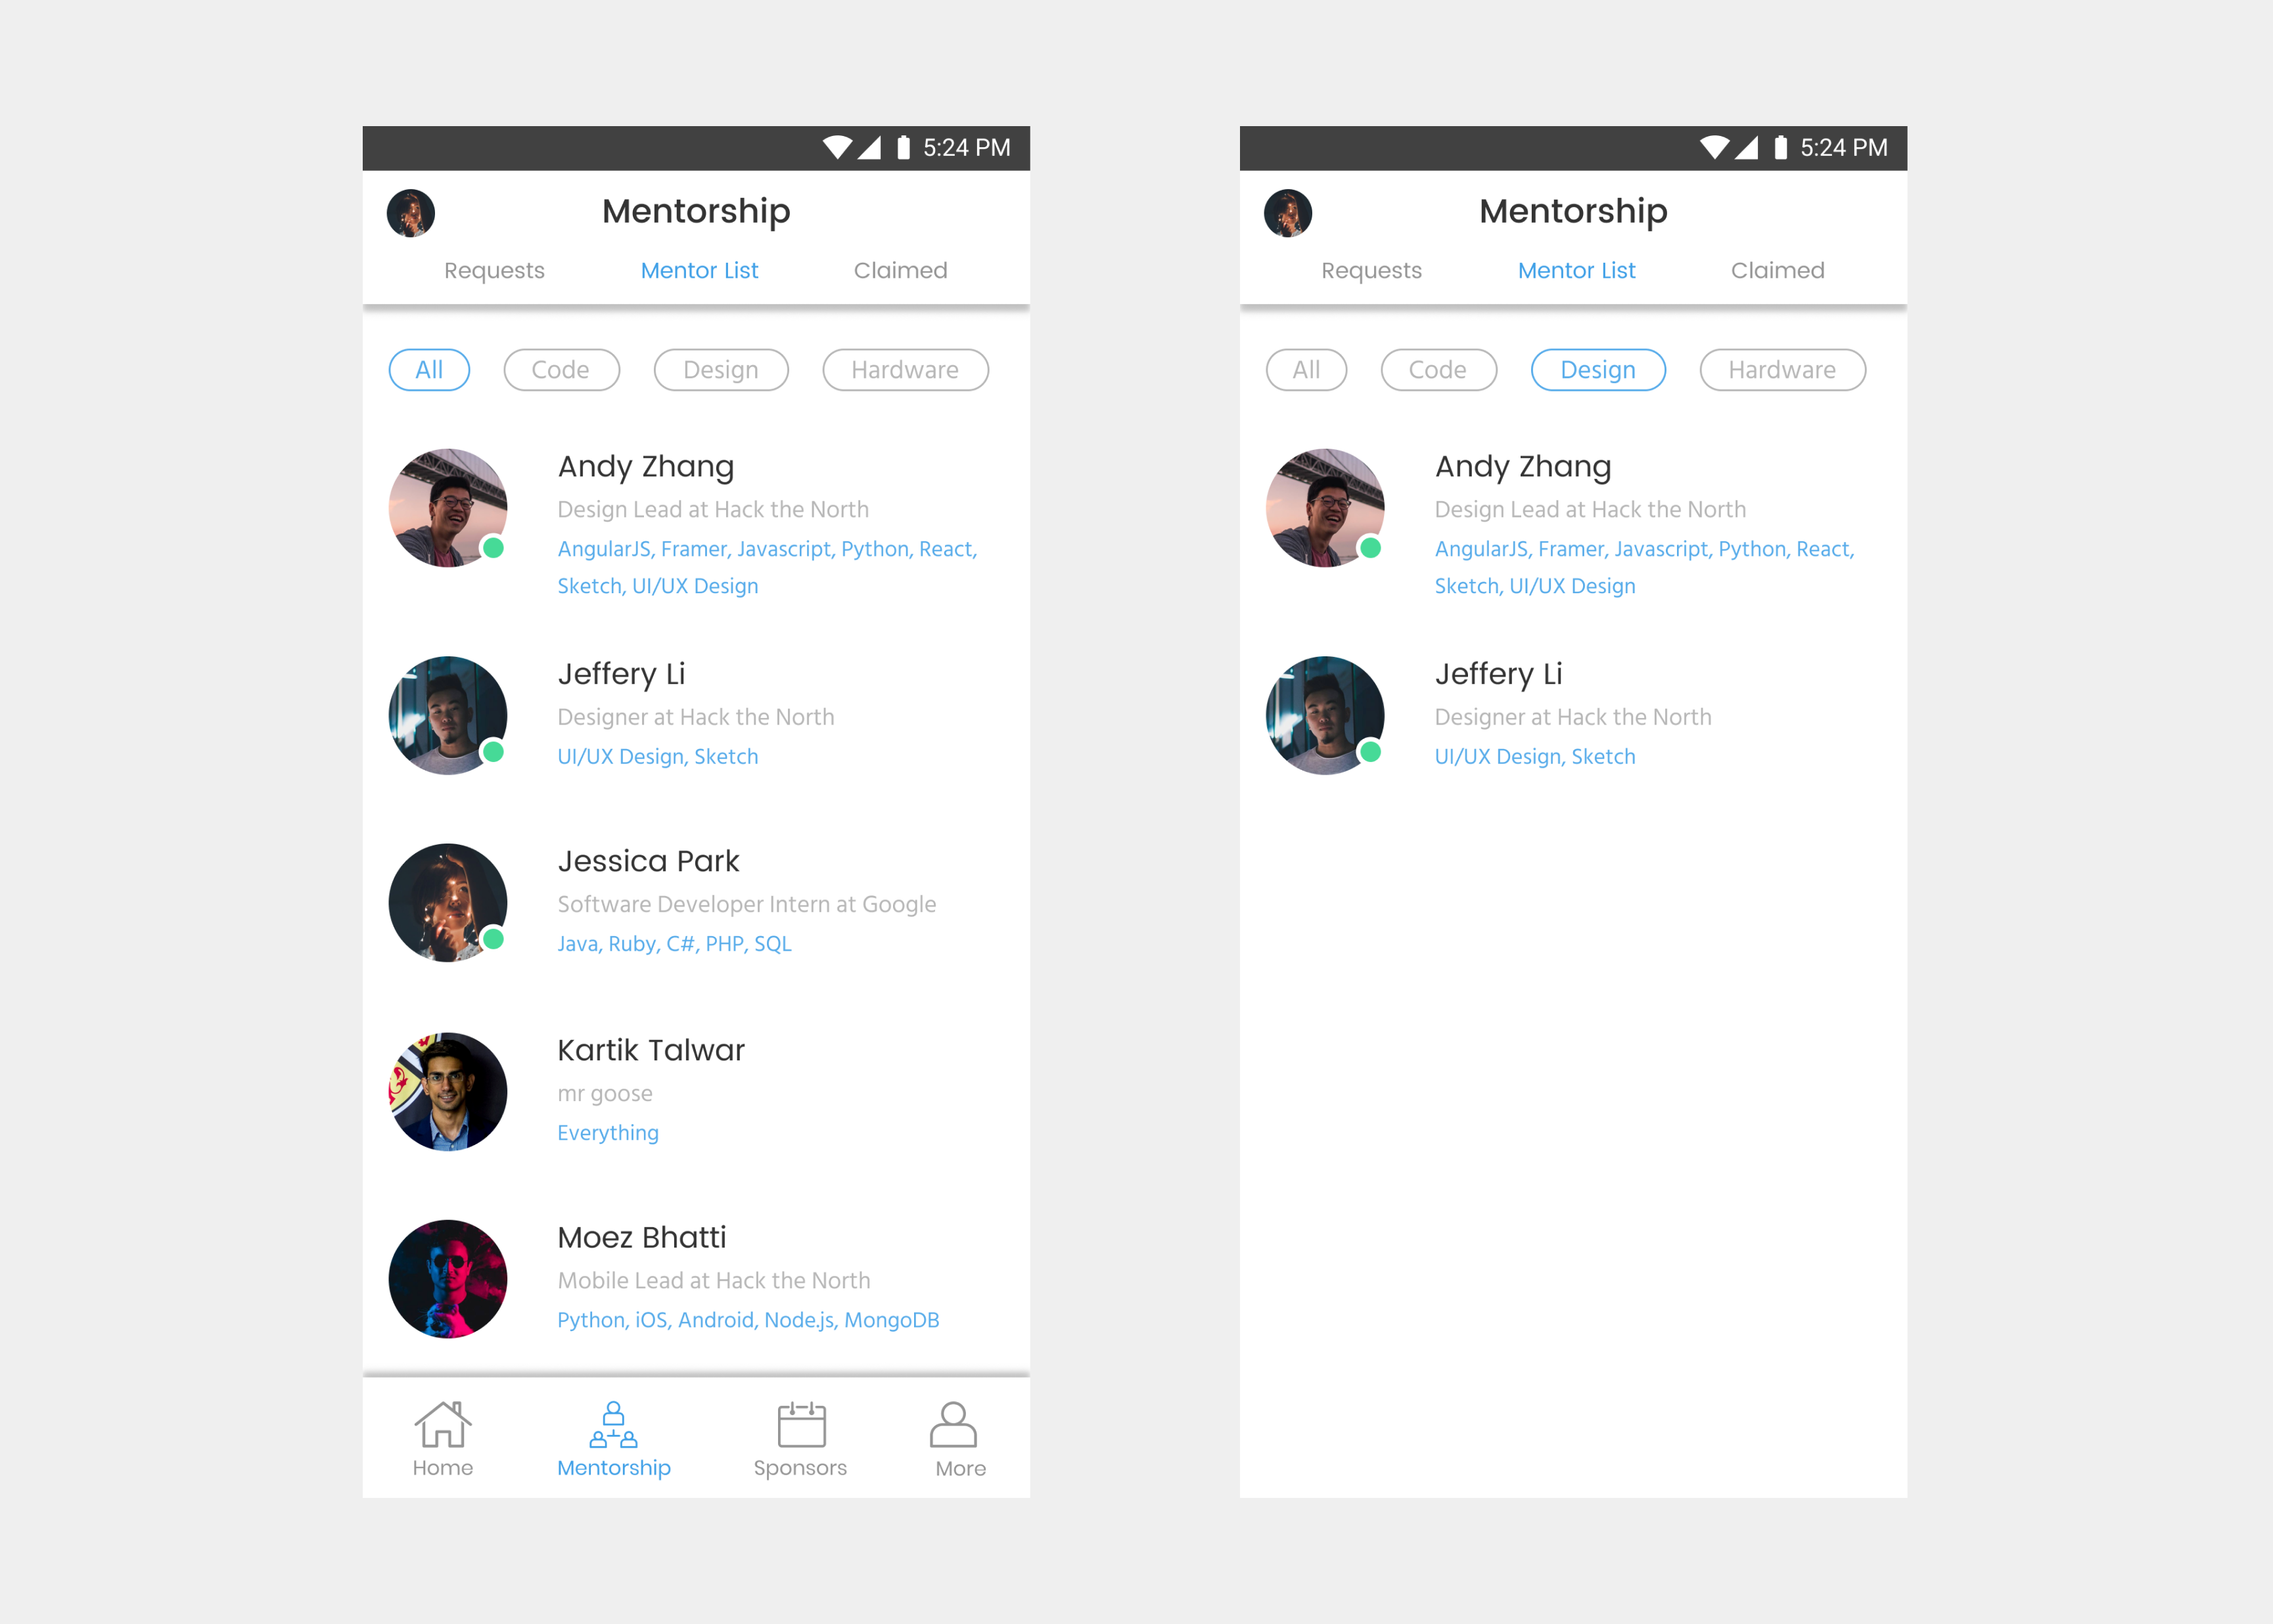 5:24 PM
Mentorship
Requests Mentor List Claimed
All Code Design Hardware
Andy Zhang
Design Lead at Hack the North
AngularJS, Framer, Javascript, Python, React,
Sketch, UI/UX Design
Jeffery Li
Designer at Hack the North
UI/UX Design, Sketch
Jessica Park
Software Developer Intern at Google
Java, Ruby, C#, PHP, SQL
Kartik Talwar
mr goose
Everything
Moez Bhatti
Mobile Lead at Hack the North
Python, iOS, Android, Node.js, MongoDB
Home Mentorship Sponsors More
5:24 PM
Mentorship
Requests Mentor List Claimed
All Code Design Hardware
Andy Zhang
Design Lead at Hack the North
AngularJS, Framer, Javascript, Python, React,
Sketch, UI/UX Design
Jeffery Li
Designer at Hack the North
UI/UX Design, Sketch